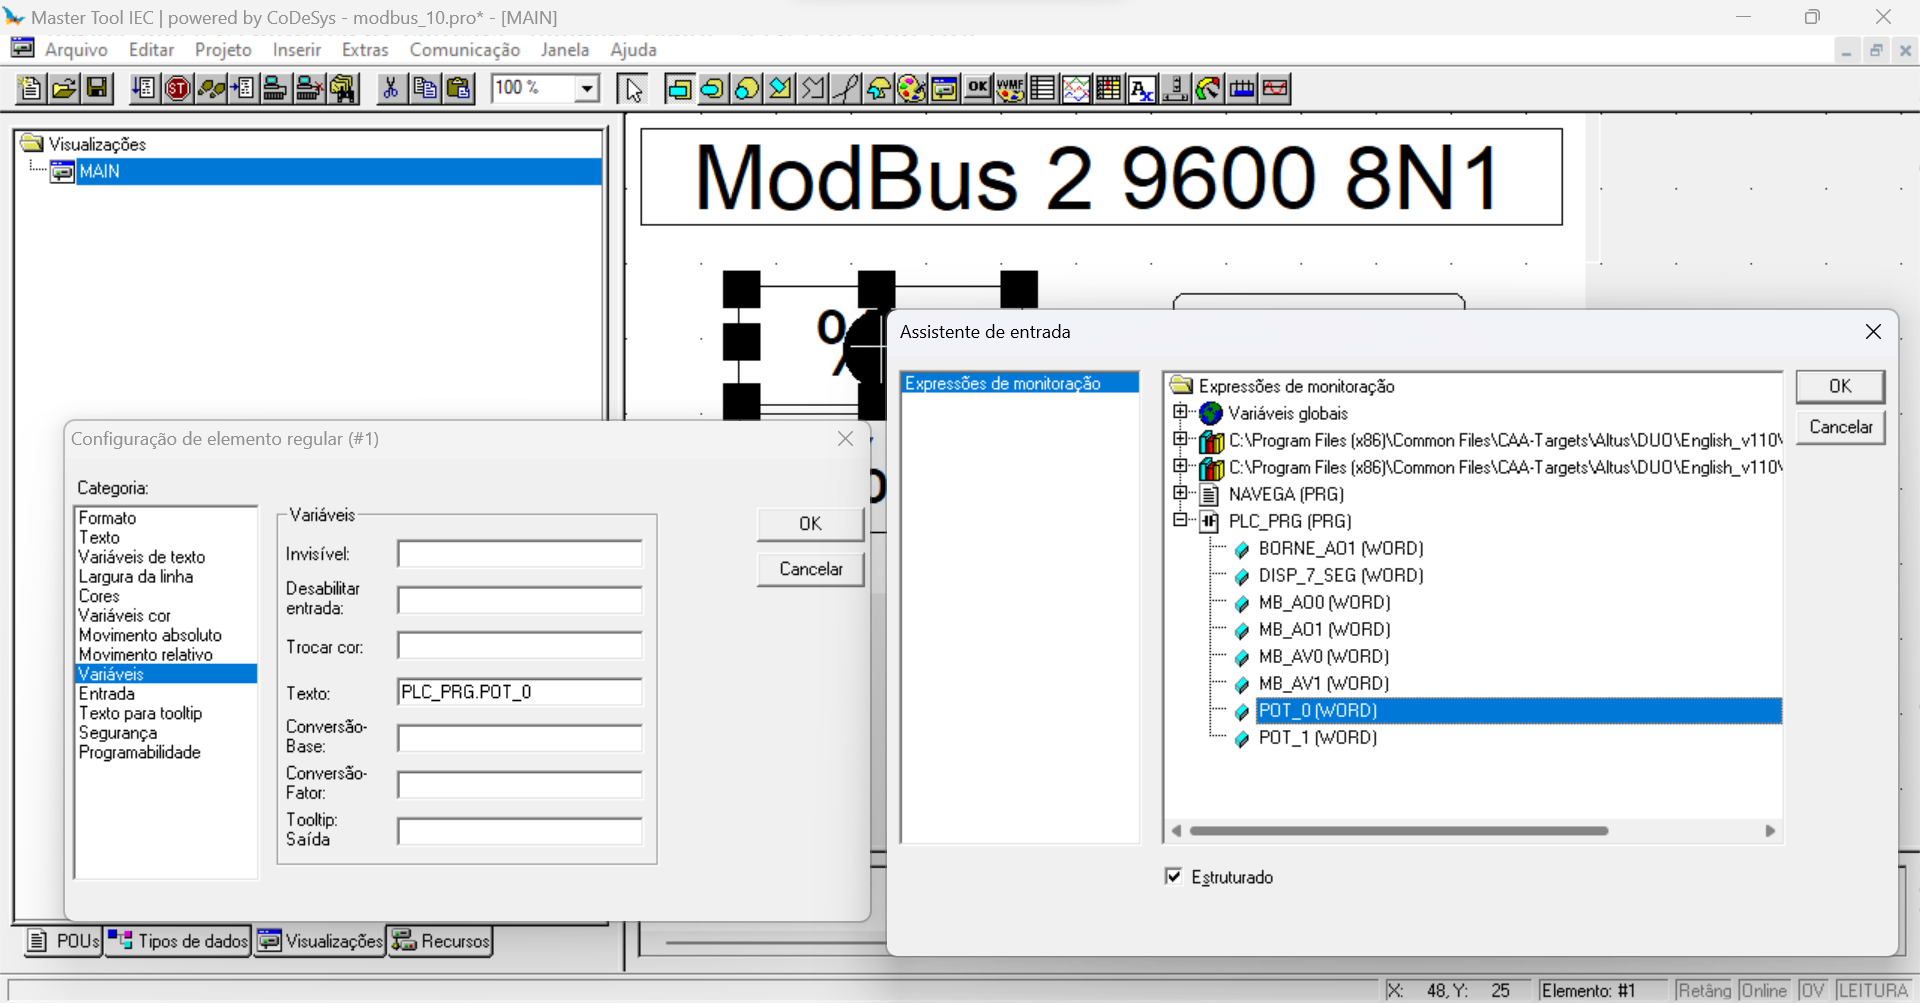 Master Tool IEC | powered by CoDeSys - modbus_10.pro* - [MAIN]
Arquivo Editar Projeto Inserir Extras Comunicação Janela Ajuda
100 %
OK
WMF
Visualizações
MAIN
ModBus 2 9600 8N1
Assistente de entrada
Expressões de monitoração
Expressões de monitoração
Variáveis globais
C:\Program Files (x86)\Common Files\CAA-Targets\Altus\DUO\English_v110\
C:\Program Files (x86)\Common Files\CAA-Targets\Altus\DUO\English_v110\
NAVEGA (PRG)
PLC_PRG (PRG)
BORNE_AO1 (WORD)
DISP_7_SEG (WORD)
MB_AO0 (WORD)
MB_AO1 (WORD)
MB_AV0 (WORD)
MB_AV1 (WORD)
POT_0 (WORD)
POT_1 (WORD)
OK
Cancelar
Estruturado
Configuração de elemento regular (#1)
Categoria:
Formato
Texto
Variáveis de texto
Largura da linha
Cores
Variáveis cor
Movimento absoluto
Movimento relativo
Variáveis
Entrada
Texto para tooltip
Segurança
Programabilidade
Variáveis
Invisível:
Desabilitar
entrada:
Trocar cor:
Texto: PLC_PRG.POT_0
Conversão-
Base:
Conversão-
Fator:
Tooltip:
Saída
OK
Cancelar
POUs Tipos de dados Visualizações Recursos
X: 48, Y: 25 Elemento: #1 Retâng Online OV LEITURA